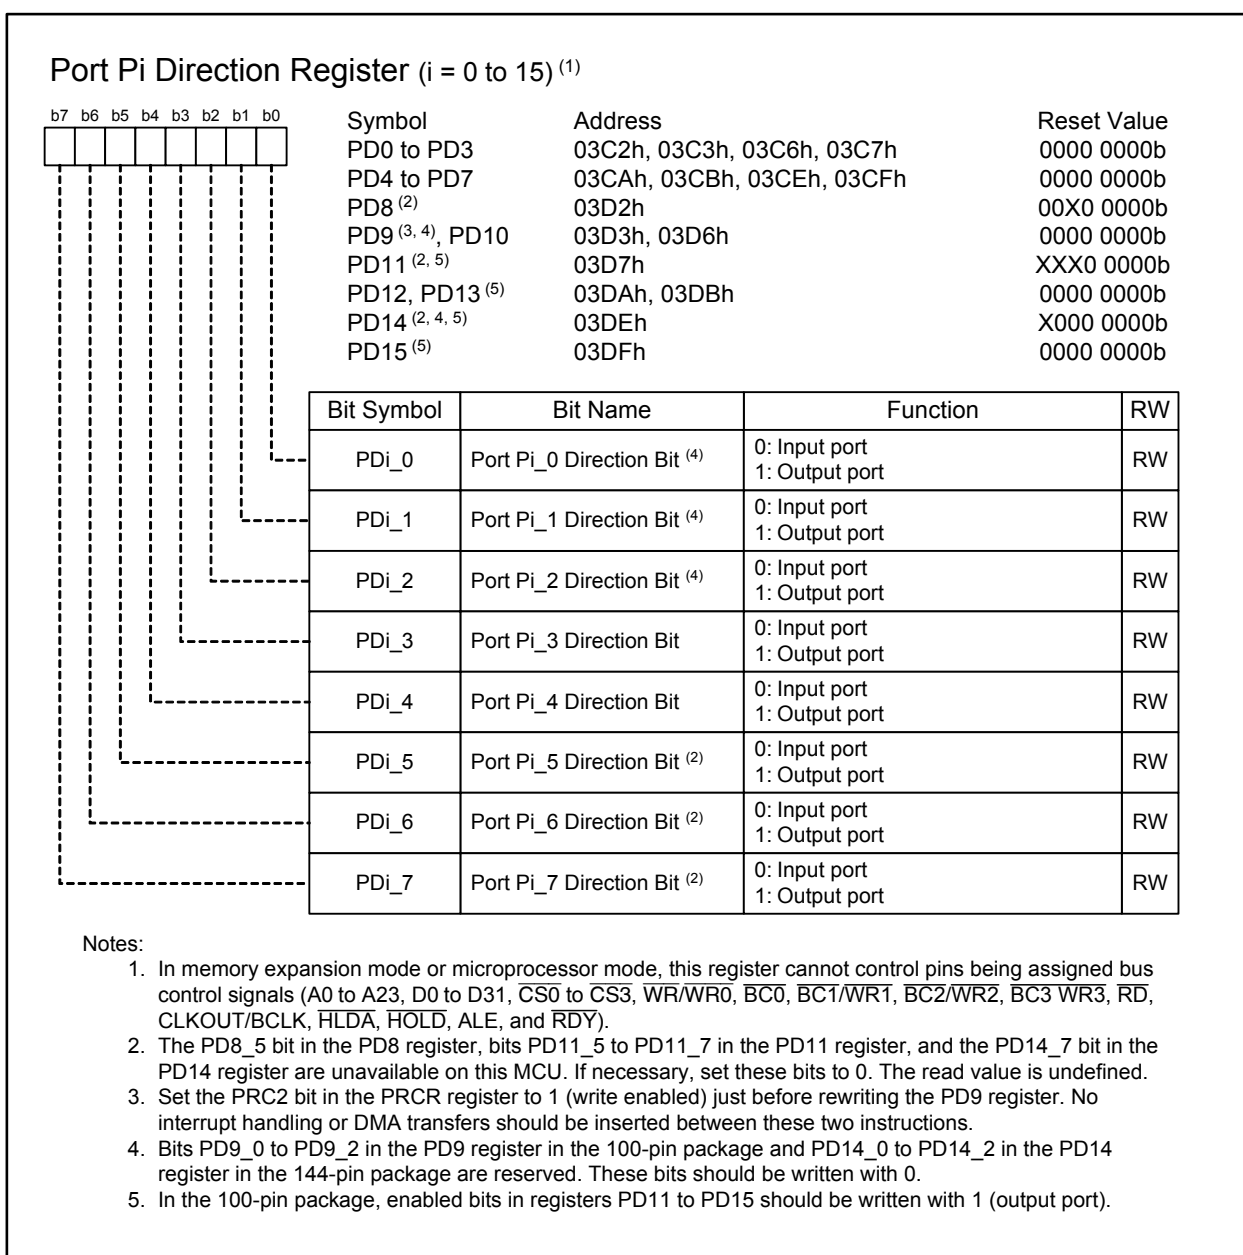 Port Pi Direction Register (i = 0 to 15) (1)
b7 b6 b5 b4 b3 b2 b1 b0
Symbol Address Reset Value
PD0 to PD3 03C2h, 03C3h, 03C6h, 03C7h 0000 0000b
PD4 to PD7 03CAh, 03CBh, 03CEh, 03CFh 0000 0000b
PD8 (2) 03D2h 00X0 0000b
PD9 (3, 4), PD10 03D3h, 03D6h 0000 0000b
PD11 (2, 5) 03D7h XXX0 0000b
PD12, PD13 (5) 03DAh, 03DBh 0000 0000b
PD14 (2, 4, 5) 03DEh X000 0000b
PD15 (5) 03DFh 0000 0000b
Bit Symbol Bit Name Function RW
PDi_0 Port Pi_0 Direction Bit (4) 0: Input port
1: Output port RW
PDi_1 Port Pi_1 Direction Bit (4) 0: Input port
1: Output port RW
PDi_2 Port Pi_2 Direction Bit (4) 0: Input port
1: Output port RW
PDi_3 Port Pi_3 Direction Bit 0: Input port
1: Output port RW
PDi_4 Port Pi_4 Direction Bit 0: Input port
1: Output port RW
PDi_5 Port Pi_5 Direction Bit (2) 0: Input port
1: Output port RW
PDi_6 Port Pi_6 Direction Bit (2) 0: Input port
1: Output port RW
PDi_7 Port Pi_7 Direction Bit (2) 0: Input port
1: Output port RW
Notes:
1. In memory expansion mode or microprocessor mode, this register cannot control pins being assigned bus
control signals (A0 to A23, D0 to D31, CS0 to CS3, WR/WR0, BC0, BC1/WR1, BC2/WR2, BC3 WR3, RD,
CLKOUT/BCLK, HLDA, HOLD, ALE, and RDY).
2. The PD8_5 bit in the PD8 register, bits PD11_5 to PD11_7 in the PD11 register, and the PD14_7 bit in the
PD14 register are unavailable on this MCU. If necessary, set these bits to 0. The read value is undefined.
3. Set the PRC2 bit in the PRCR register to 1 (write enabled) just before rewriting the PD9 register. No
interrupt handling or DMA transfers should be inserted between these two instructions.
4. Bits PD9_0 to PD9_2 in the PD9 register in the 100-pin package and PD14_0 to PD14_2 in the PD14
register in the 144-pin package are reserved. These bits should be written with 0.
5. In the 100-pin package, enabled bits in registers PD11 to PD15 should be written with 1 (output port).